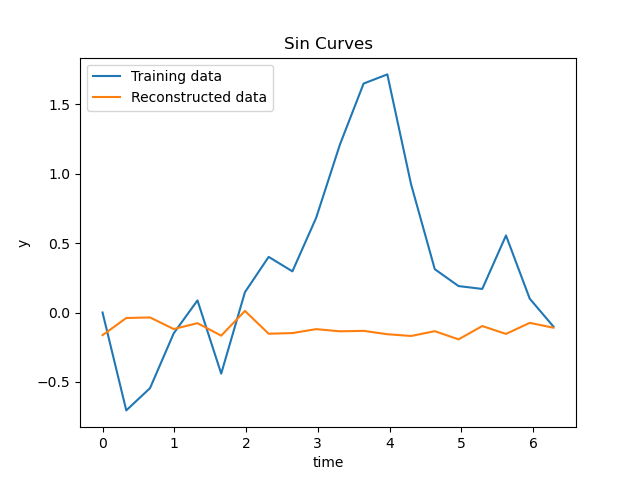 Sin Curves
Training data
Reconstructed data
1.5
1.0
0.5
0.0
−0.5
y
0 1 2 3 4 5 6
time